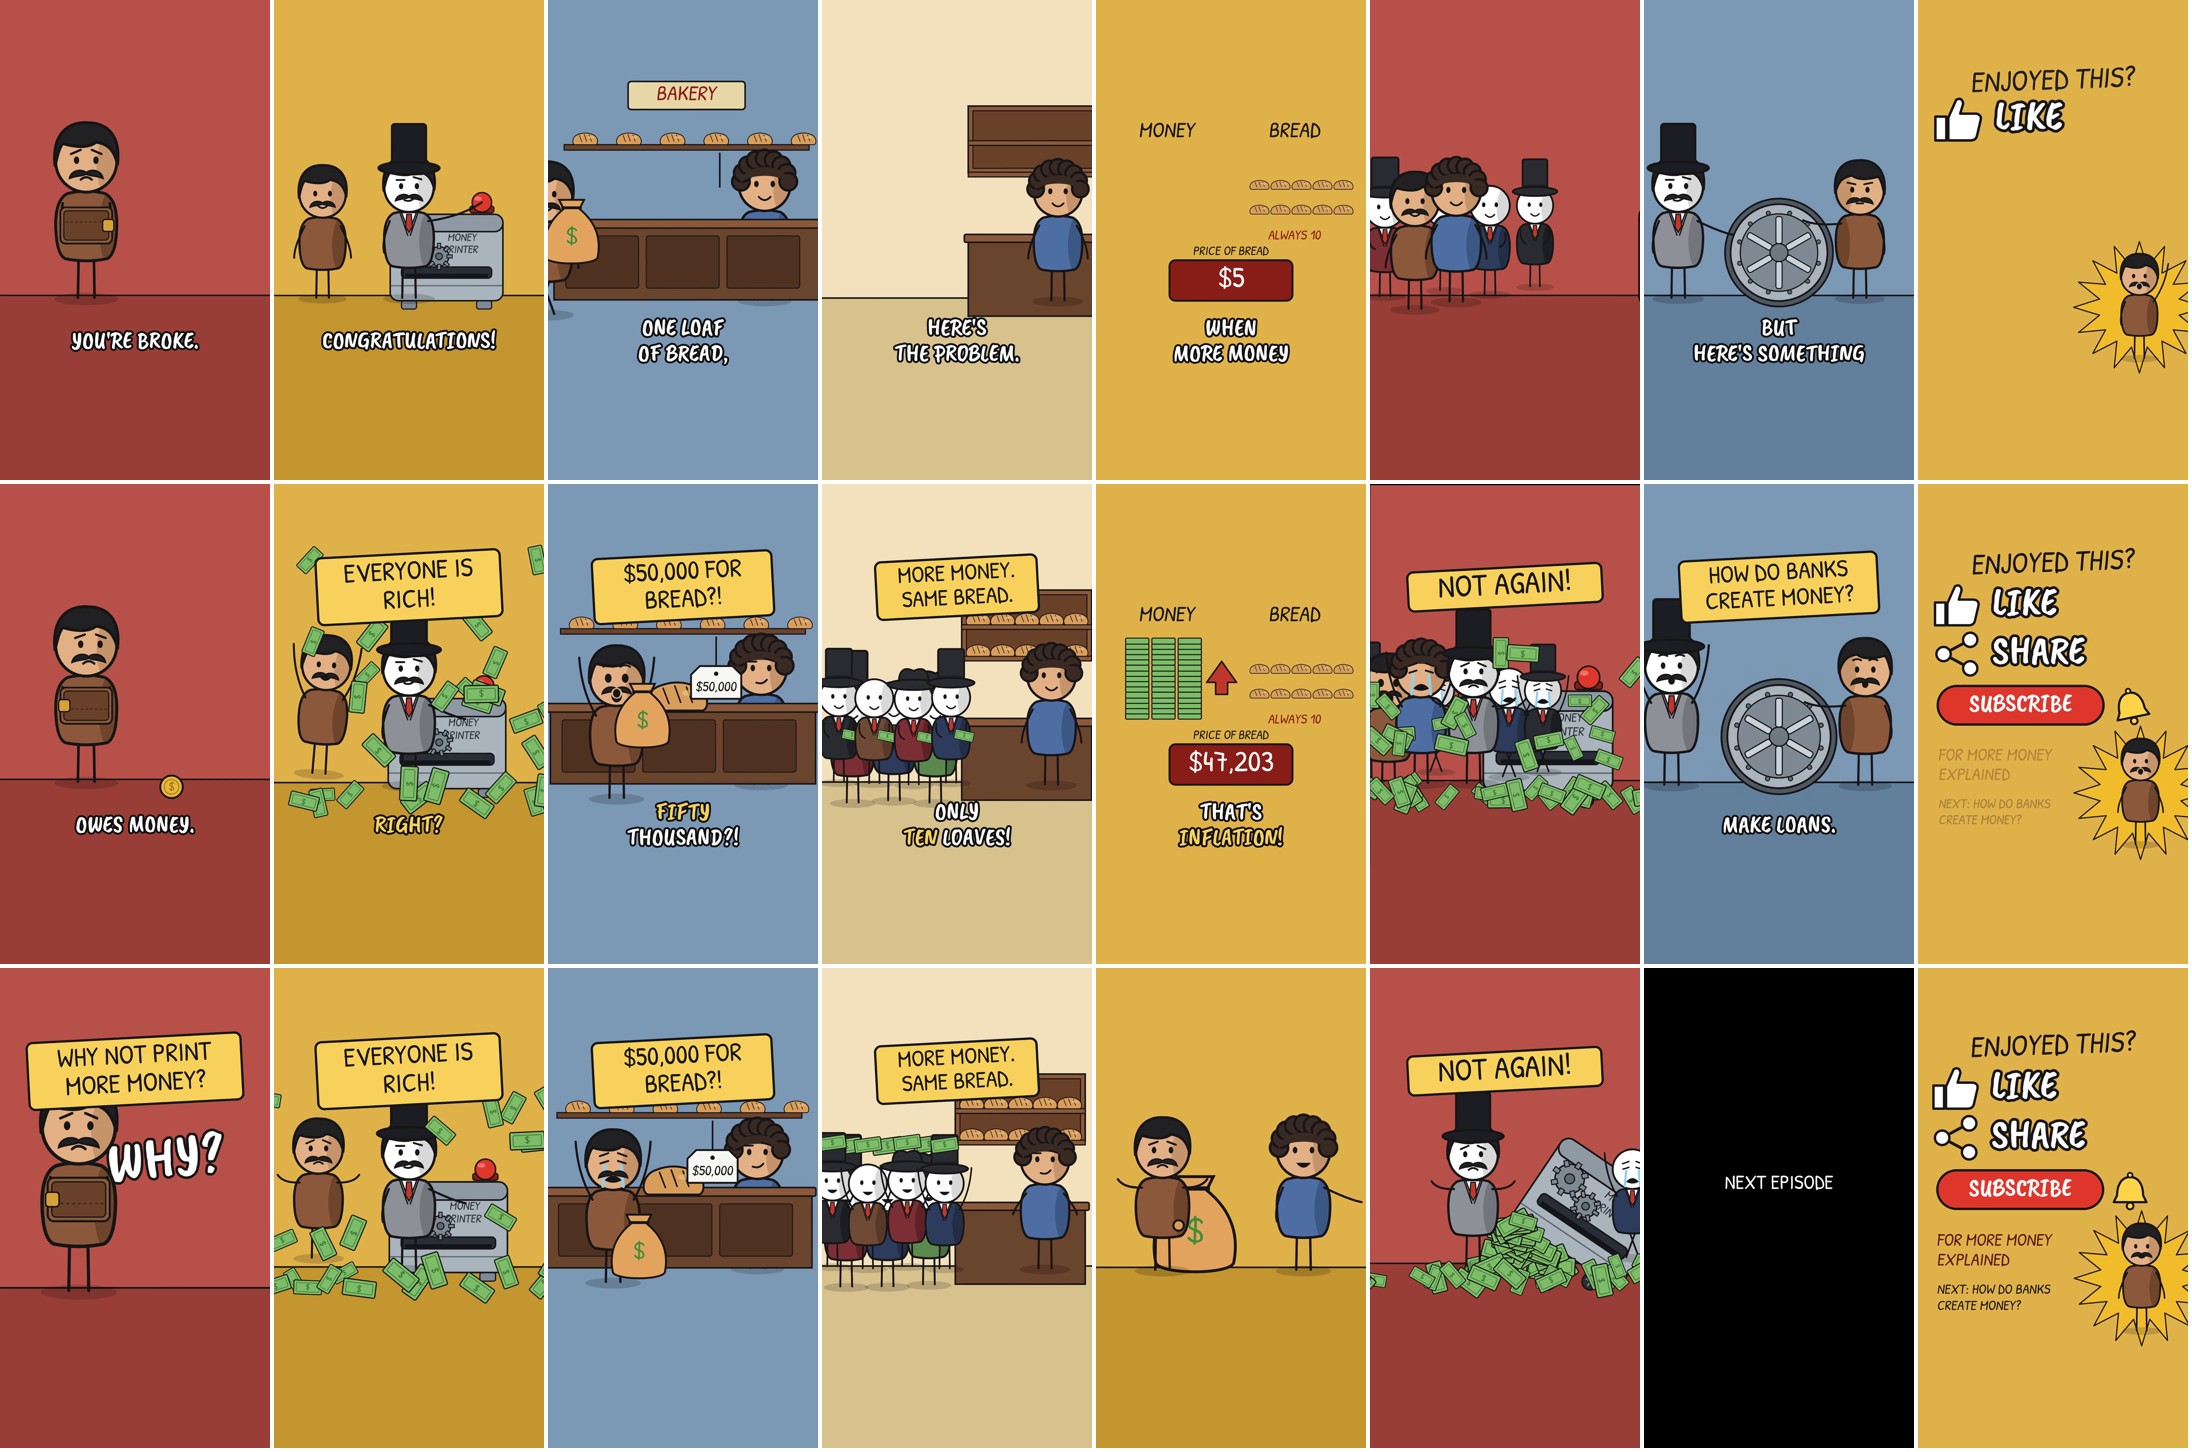 YOU'RE BROKE.
MONEY
PRINTER
CONGRATULATIONS!
BAKERY
$
ONE LOAF
OF BREAD,
HERE'S
THE PROBLEM.
MONEY
BREAD
ALWAYS 10
PRICE OF BREAD
$5
WHEN
MORE MONEY
BUT
HERE'S SOMETHING
ENJOYED THIS?
LIKE
$
OWES MONEY.
EVERYONE IS
RICH!
MONEY
PRINTER
RIGHT?
$50,000 FOR
BREAD?!
$50,000
$
FIFTY
THOUSAND?!
MORE MONEY.
SAME BREAD.
ONLY
TEN LOAVES!
MONEY
BREAD
ALWAYS 10
PRICE OF BREAD
$47,203
THAT'S
INFLATION!
NOT AGAIN!
HOW DO BANKS
CREATE MONEY?
MAKE LOANS.
ENJOYED THIS?
LIKE
SHARE
SUBSCRIBE
FOR MORE MONEY
EXPLAINED
NEXT: HOW DO BANKS
CREATE MONEY?
WHY NOT PRINT
MORE MONEY?
WHY?
EVERYONE IS
RICH!
MONEY
PRINTER
$50,000 FOR
BREAD?!
$50,000
$
MORE MONEY.
SAME BREAD.
$
NOT AGAIN!
NEXT EPISODE
ENJOYED THIS?
LIKE
SHARE
SUBSCRIBE
FOR MORE MONEY
EXPLAINED
NEXT: HOW DO BANKS
CREATE MONEY?